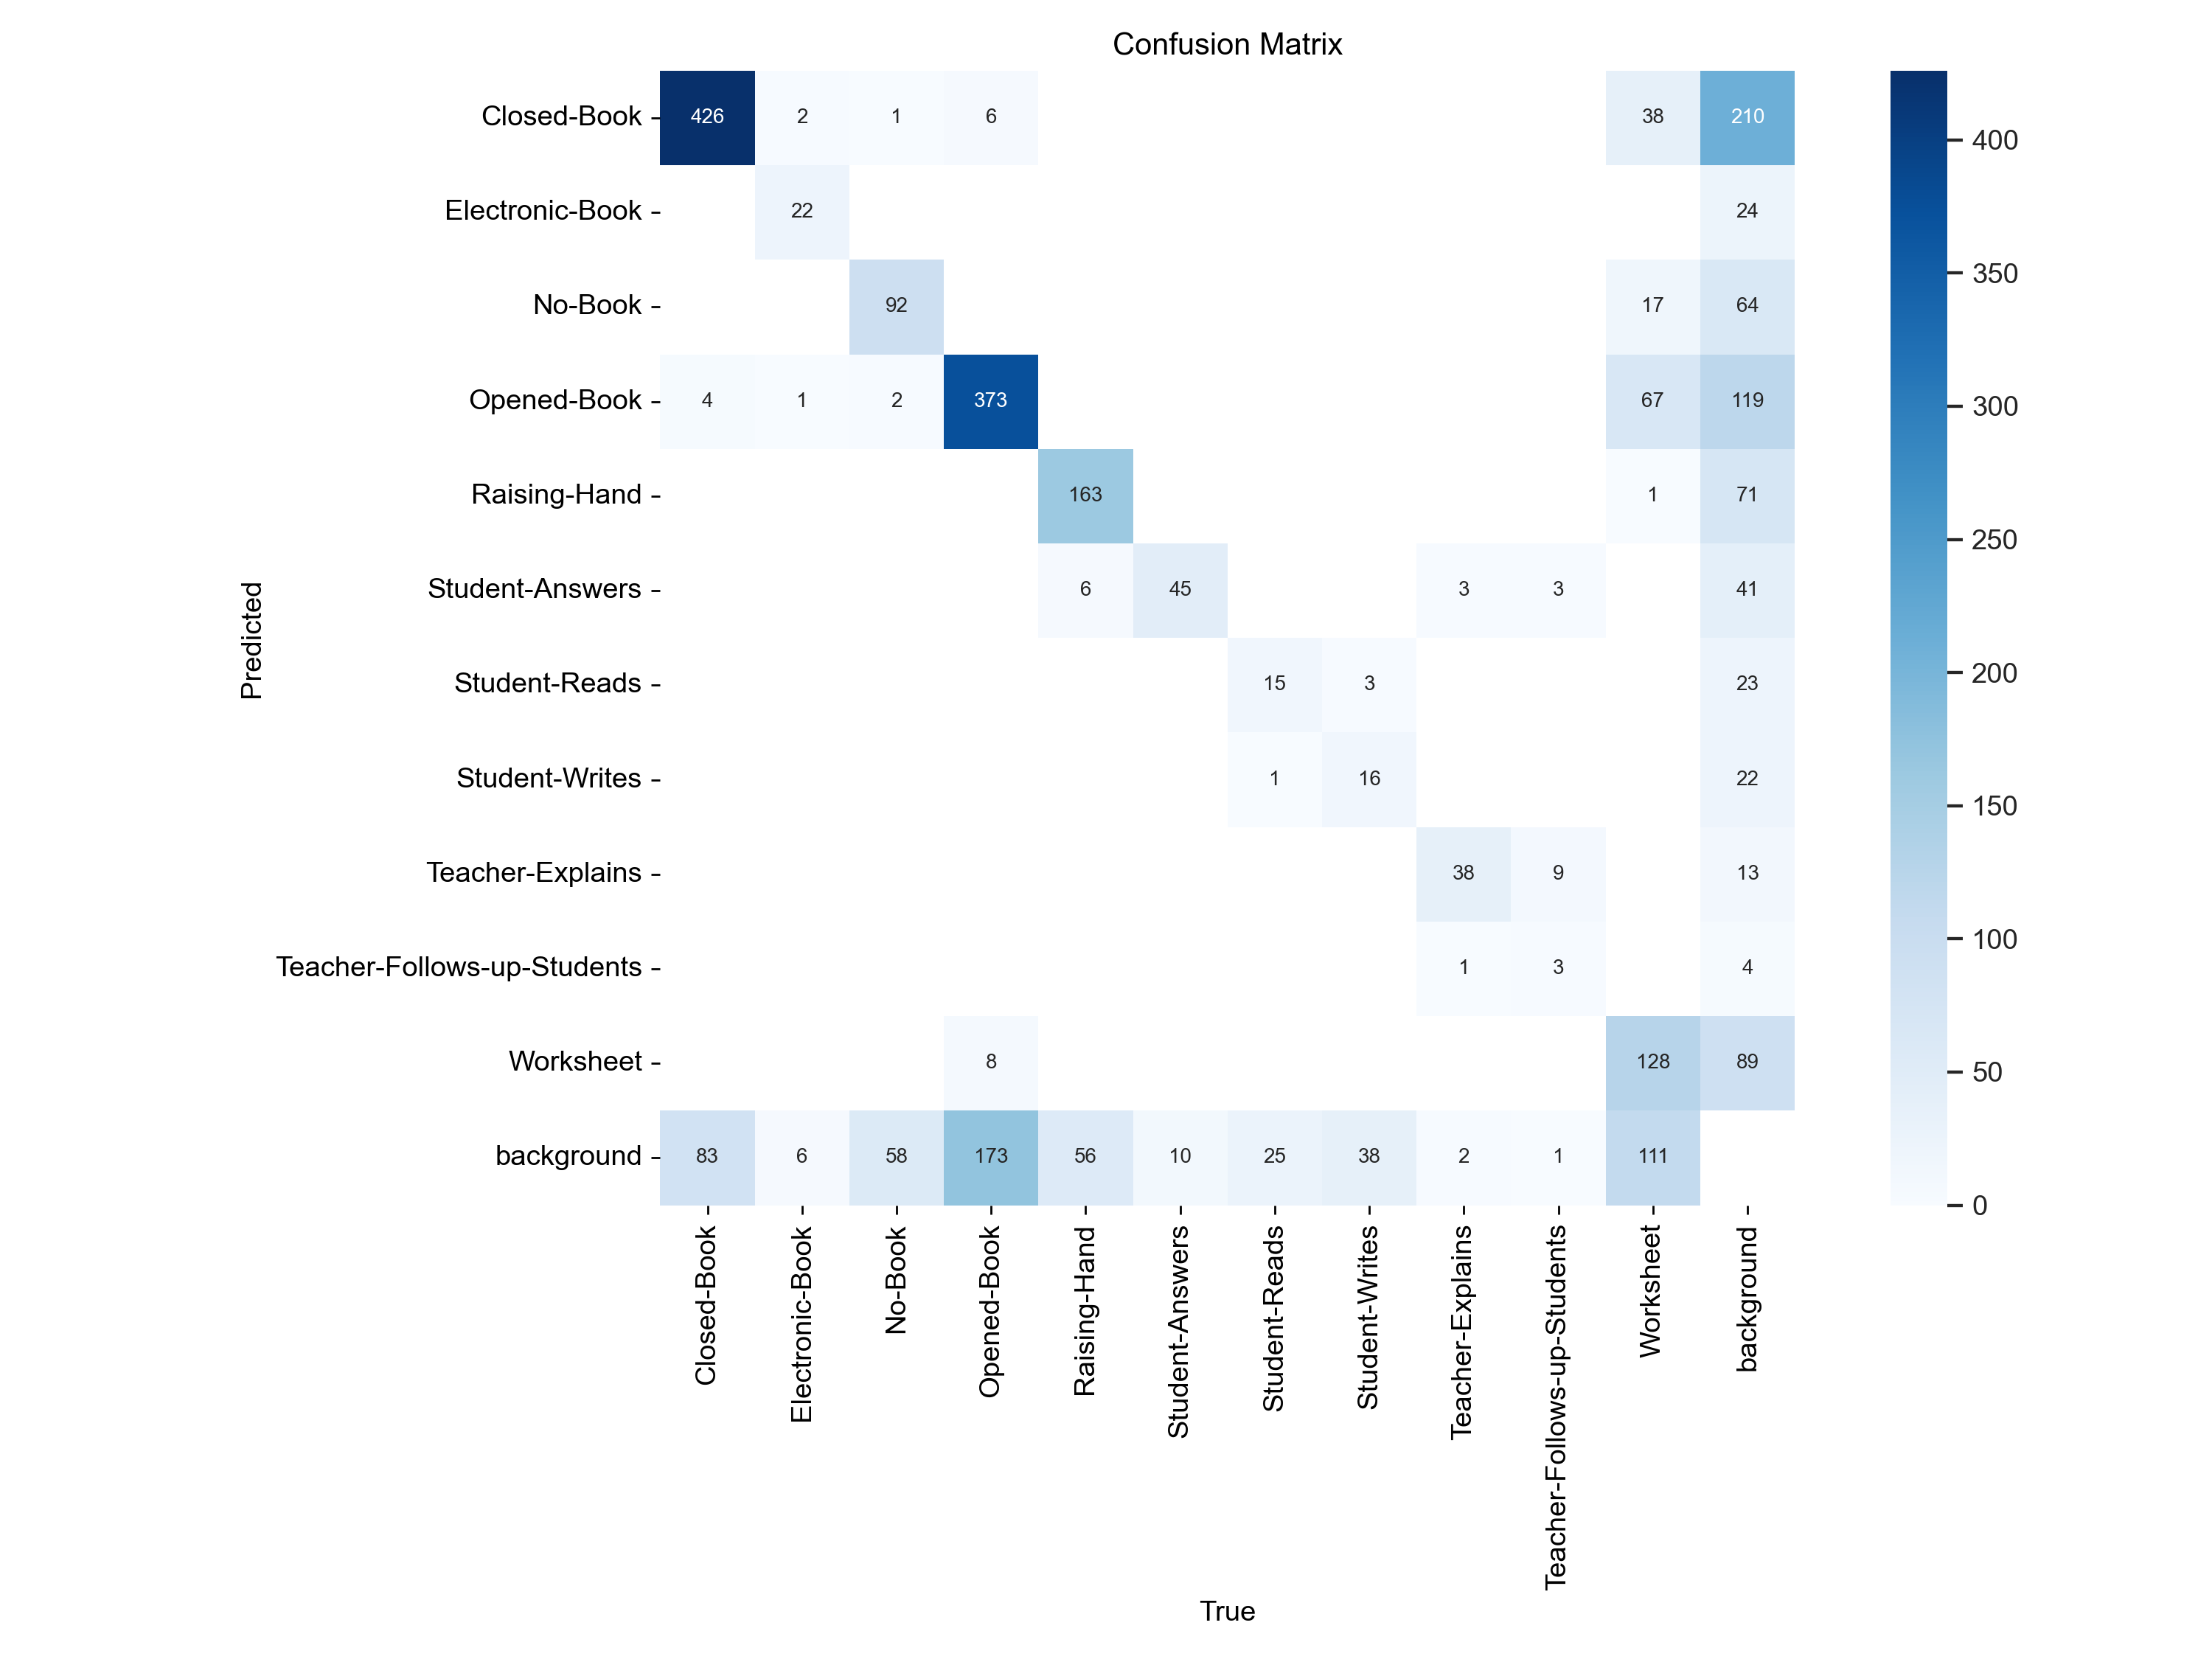 Confusion Matrix
Closed-Book 426 2 1 6 38 210
Electronic-Book 22 24
No-Book 92 17 64
Opened-Book 4 1 2 373 67 119
Raising-Hand 163 1 71
Student-Answers 6 45 3 3 41
Student-Reads 15 3 23
Student-Writes 1 16 22
Teacher-Explains 38 9 13
Teacher-Follows-up-Students 1 3 4
Worksheet 8 128 89
background 83 6 58 173 56 10 25 38 2 1 111
Predicted
Closed-Book
Electronic-Book
No-Book
Opened-Book
Raising-Hand
Student-Answers
Student-Reads
Student-Writes
Teacher-Explains
Teacher-Follows-up-Students
Worksheet
background
True
400
350
300
250
200
150
100
50
0